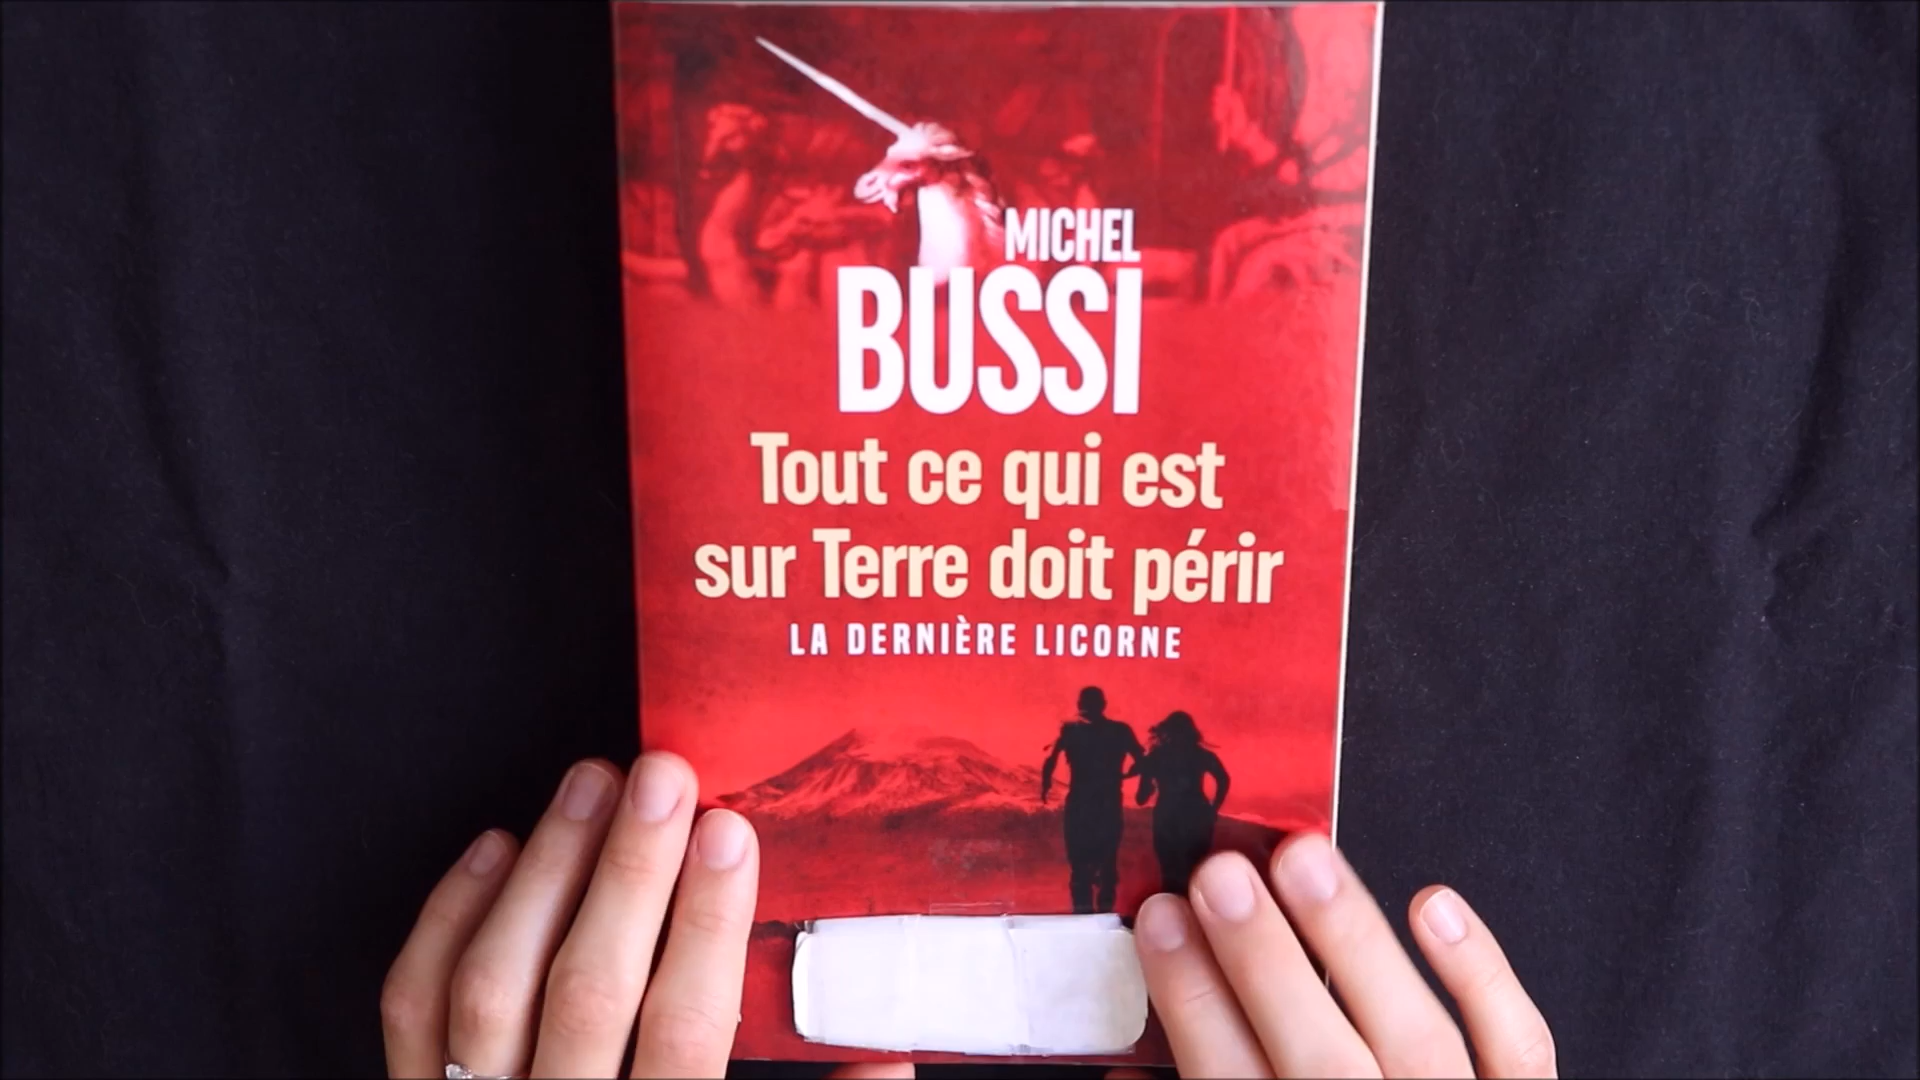 MICHEL
BUSSI
Tout ce qui est
sur Terre doit périr
LA DERNIÈRE LICORNE